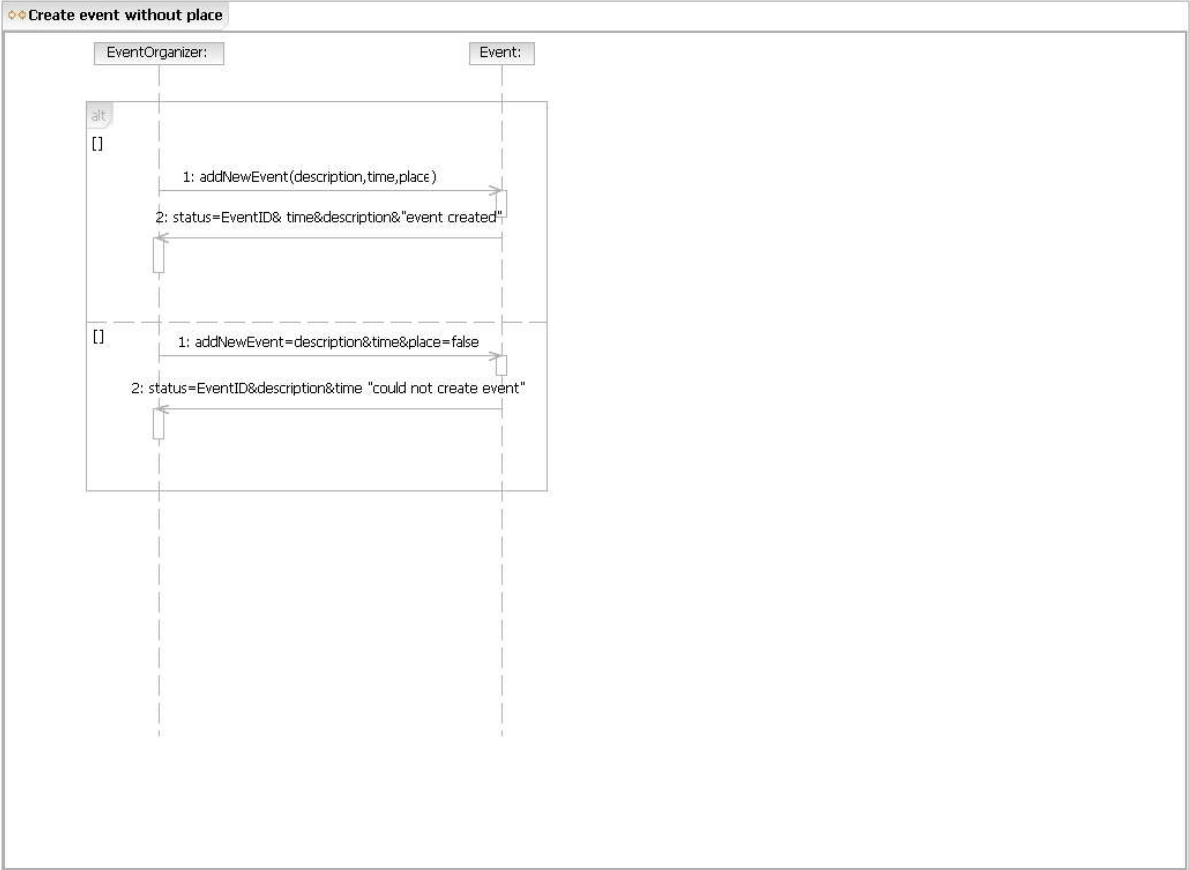 Create event without place
EventOrganizer:
Event:
alt
[]
1: addNewEvent(description,time,place)
2: status=EventID& time&description&"event created"
[]
1: addNewEvent=description&time&place=false
2: status=EventID&description&time "could not create event"